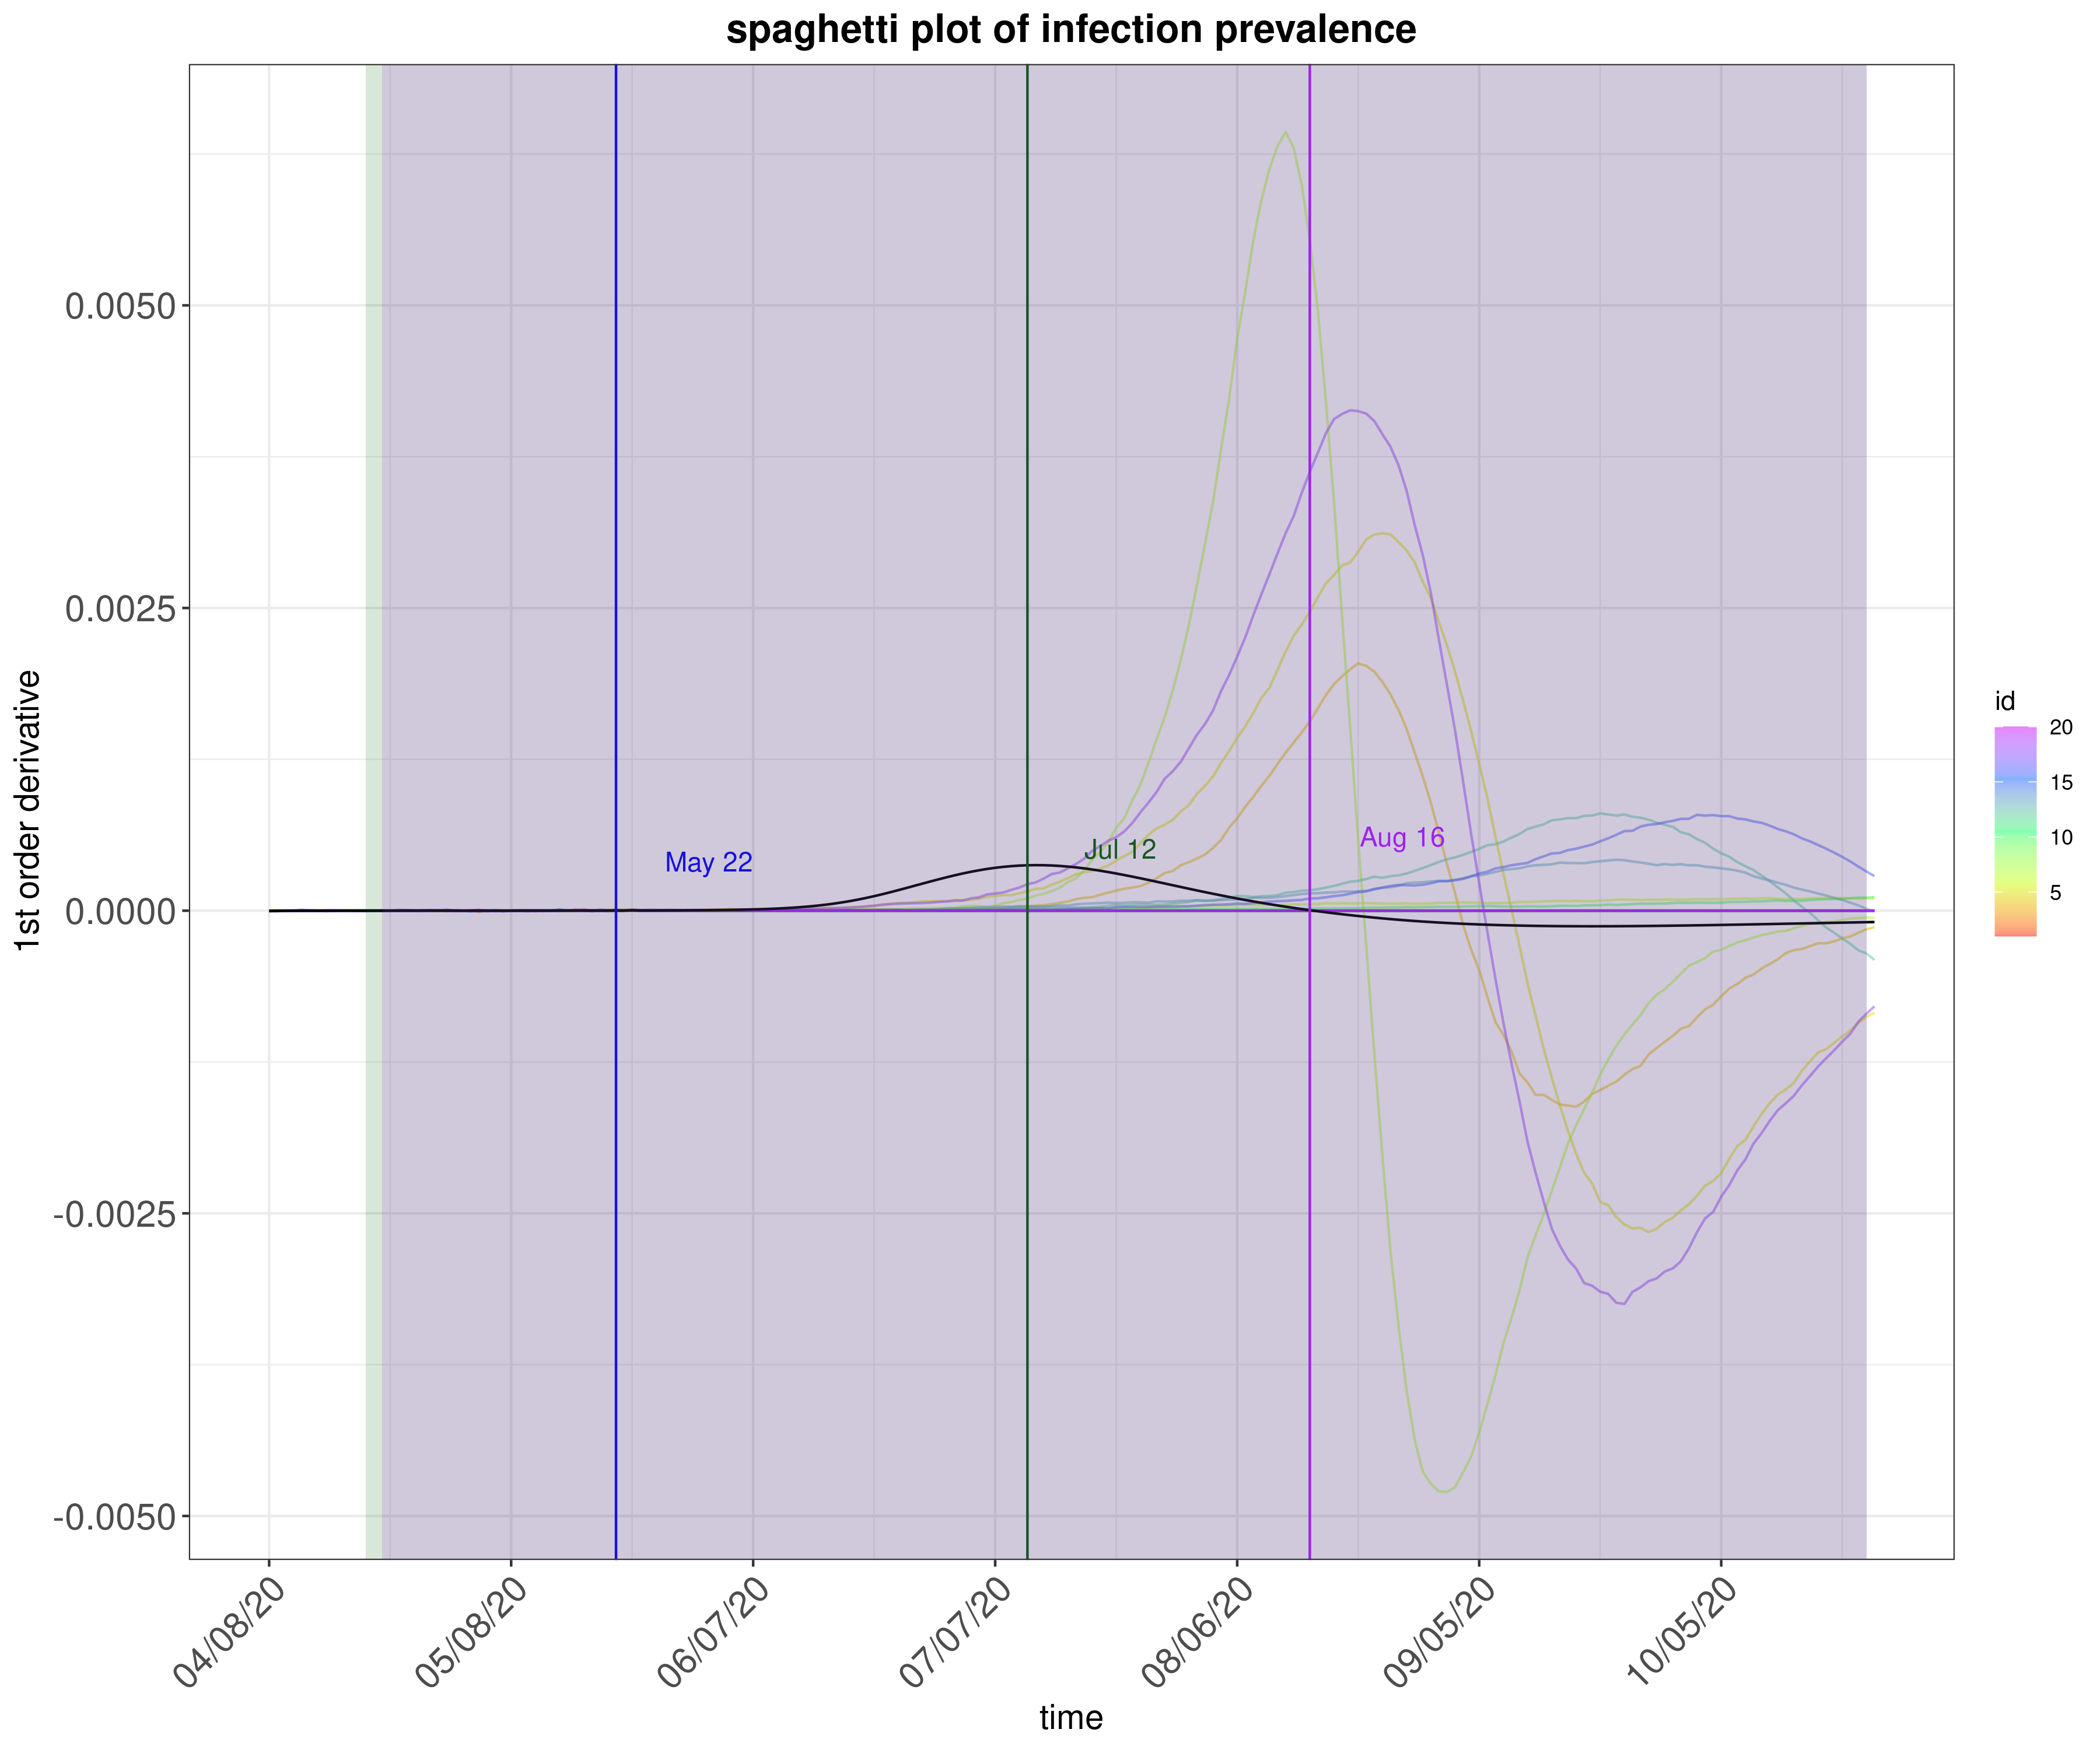 spaghetti plot of infection prevalence
1st order derivative
0.0050
0.0025
0.0000
-0.0025
-0.0050
May 22
Jul 12
Aug 16
04/08/20
05/08/20
06/07/20
07/07/20
08/06/20
09/05/20
10/05/20
time
id
20
15
10
5